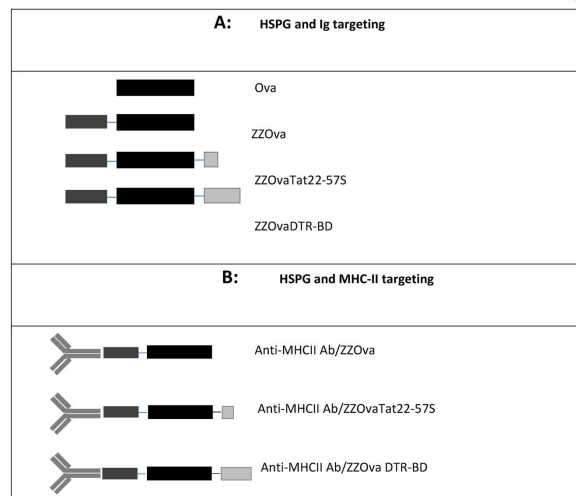 A: HSPG and Ig targeting
Ova
ZZOva
ZZOvaTat22-57S
ZZOvaDTR-BD
B: HSPG and MHC-II targeting
Anti-MHCII Ab/ZZOva
Anti-MHCII Ab/ZZOvaTat22-57S
Anti-MHCII Ab/ZZOva DTR-BD